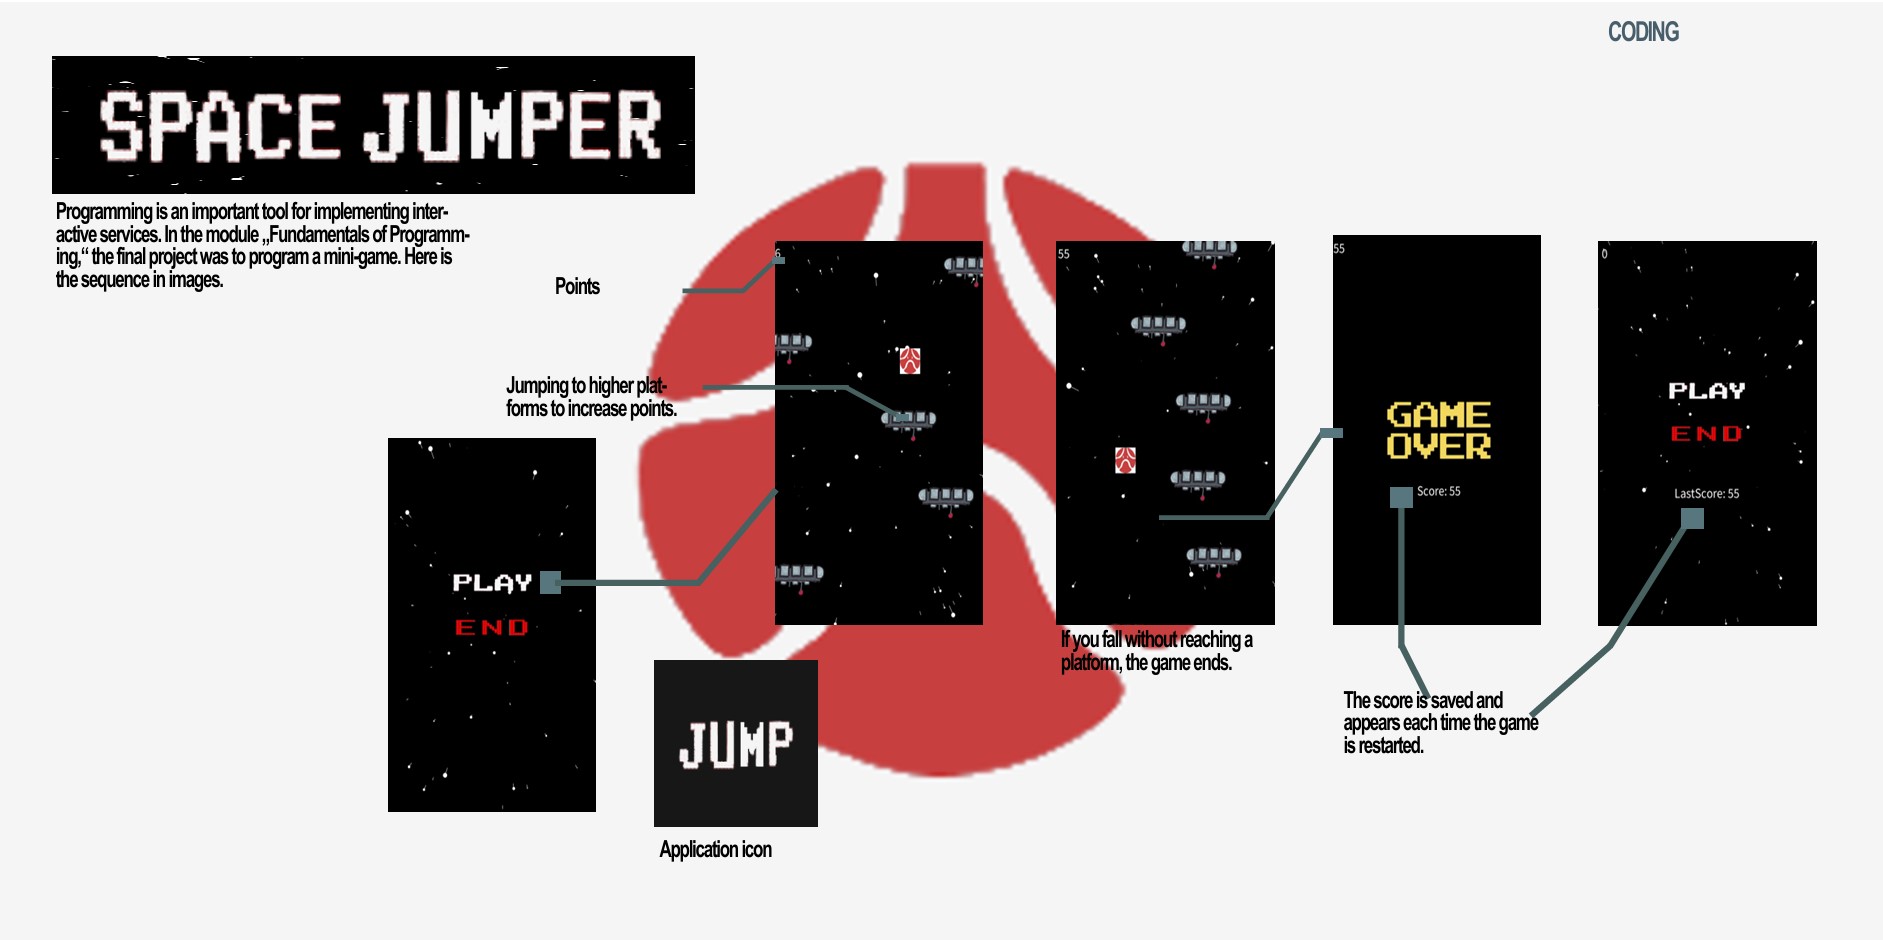 CODING
SPACE JUMPER
Programming is an important tool for implementing inter-
active services. In the module „Fundamentals of Programm-
ing,“ the final project was to program a mini-game. Here is
the sequence in images.
Points
Jumping to higher plat-
forms to increase points.
PLAY
END
JUMP
Application icon
6
55
If you fall without reaching a
platform, the game ends.
55
GAME
OVER
Score: 55
0
PLAY
END
LastScore: 55
The score is saved and
appears each time the game
is restarted.